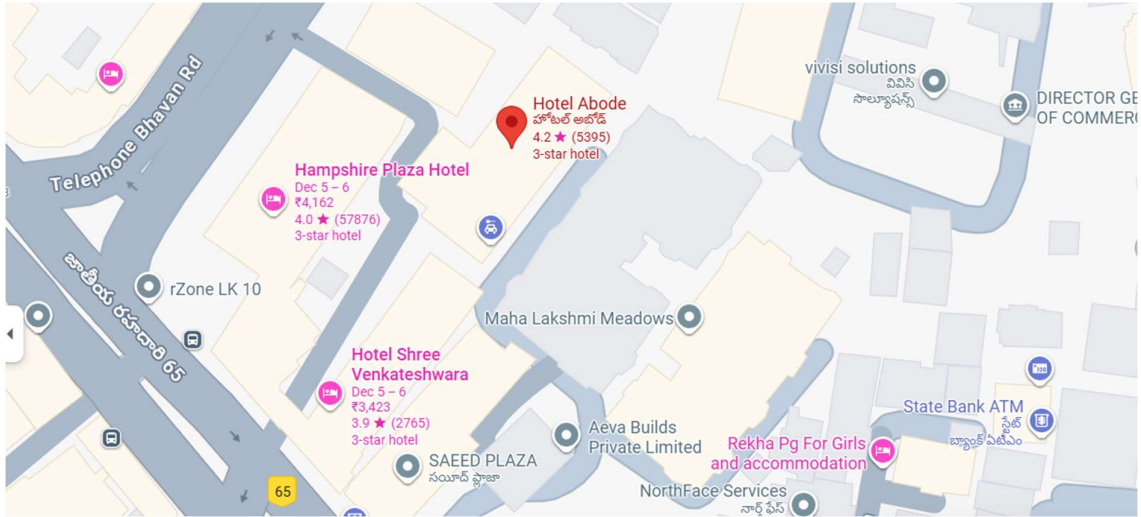 Telephone Bhavan Rd
vivisi solutions
వివిసి
సొల్యూషన్స్
DIRECTOR GE
OF COMMERC
Hotel Abode
హోటల్ అబోడ్
4.2 ★ (5395)
3-star hotel
Hampshire Plaza Hotel
Dec 5 – 6
₹4,162
4.0 ★ (57876)
3-star hotel
rZone LK 10
జాతీయ రహదారి 65
Maha Lakshmi Meadows
Hotel Shree
Venkateshwara
Dec 5 – 6
₹3,423
3.9 ★ (2765)
3-star hotel
State Bank ATM
స్టేట్
బ్యాంక్ ఏటిఎం
Aeva Builds
Private Limited
Rekha Pg For Girls
and accommodation
SAEED PLAZA
సయీద్ ప్లాజా
NorthFace Services
నార్త్ ఫేస్
65